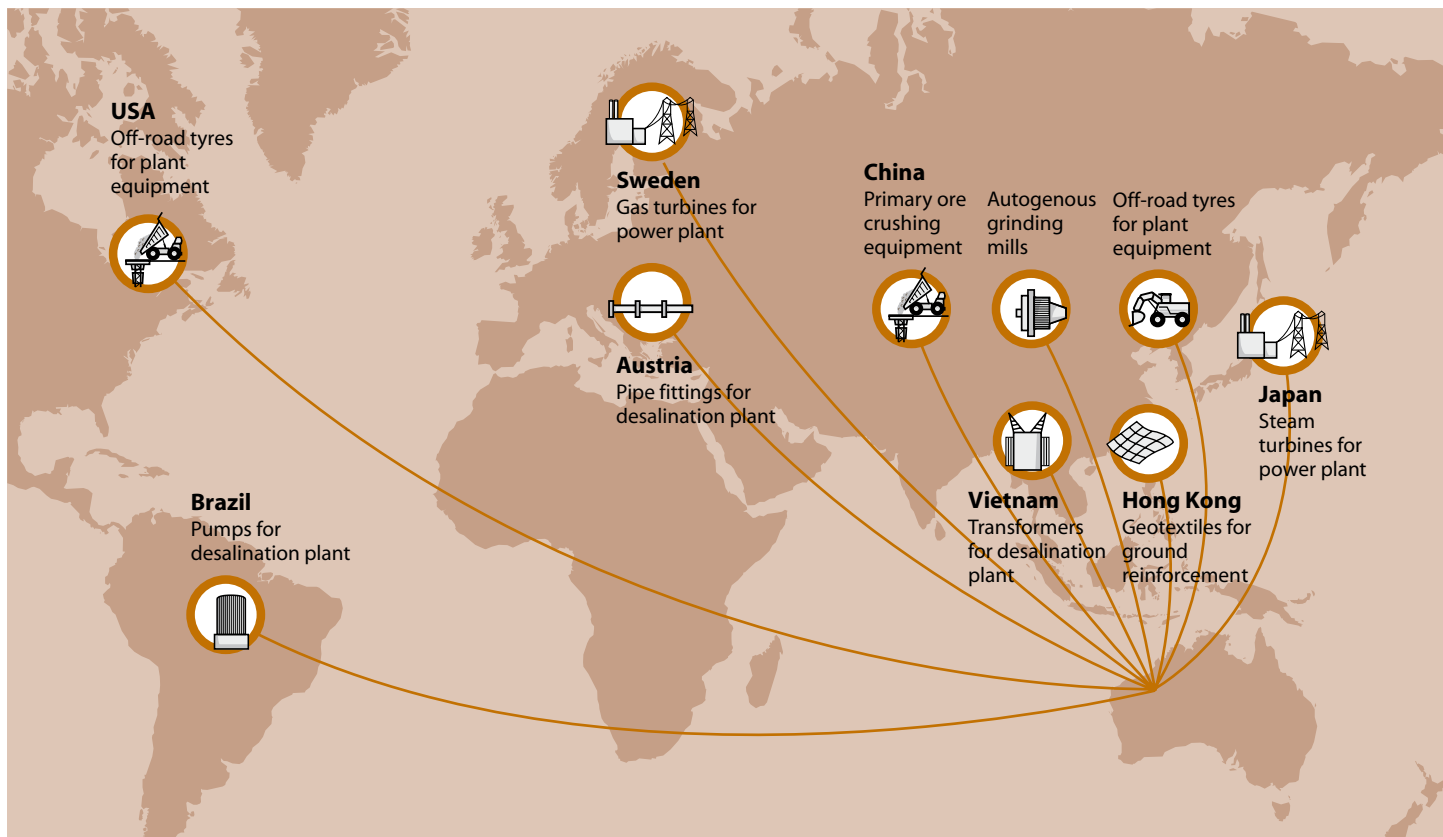 USA
Off-road tyres
for plant
equipment
Sweden
Gas turbines for
power plant
China
Primary ore
crushing
equipment
Autogenous
grinding
mills
Off-road tyres
for plant
equipment
Austria
Pipe fittings for
desalination plant
Japan
Steam
turbines for
power plant
Brazil
Pumps for
desalination plant
Vietnam
Transformers
for desalination
plant
Hong Kong
Geotextiles for
ground
reinforcement